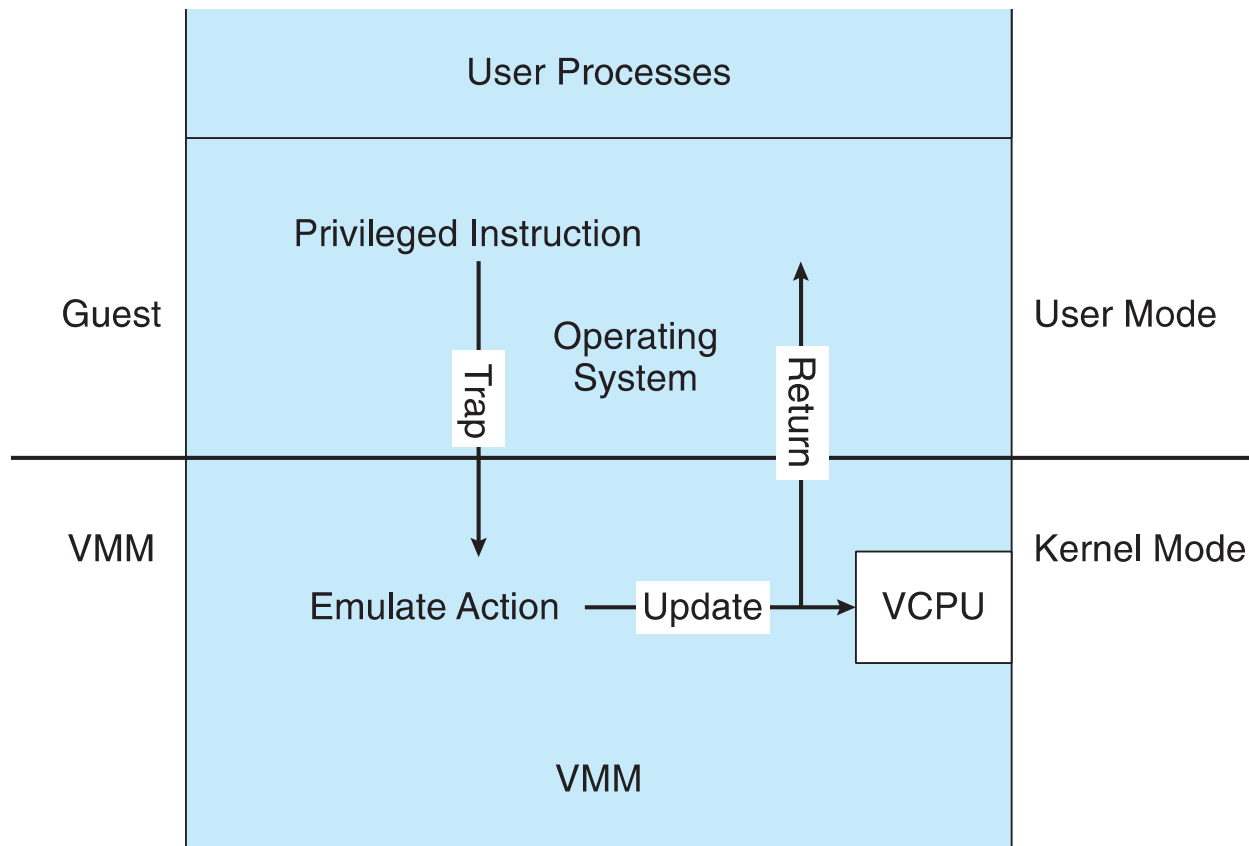 User Processes
Privileged Instruction
Guest
User Mode
Operating
System
Trap
Return
VMM
Kernel Mode
Emulate Action
Update
VCPU
VMM